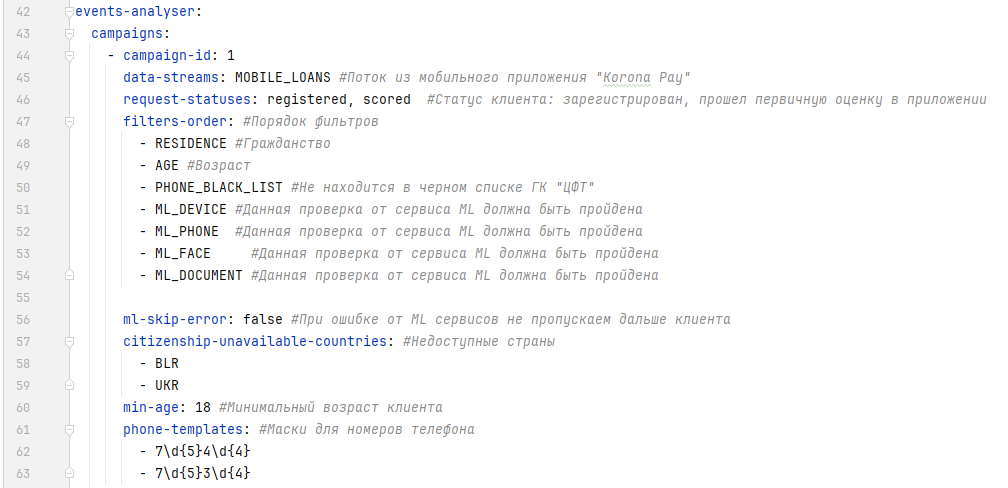 42 events-analyser:
43 campaigns:
44 - campaign-id: 1
45 data-streams: MOBILE_LOANS #Поток из мобильного приложения "Korona Pay"
46 request-statuses: registered, scored #Статус клиента: зарегистрирован, прошел первичную оценку в приложении
47 filters-order: #Порядок фильтров
48 - RESIDENCE #Гражданство
49 - AGE #Возраст
50 - PHONE_BLACK_LIST #Не находится в черном списке ГК "ЦФТ"
51 - ML_DEVICE #Данная проверка от сервиса ML должна быть пройдена
52 - ML_PHONE #Данная проверка от сервиса ML должна быть пройдена
53 - ML_FACE #Данная проверка от сервиса ML должна быть пройдена
54 - ML_DOCUMENT #Данная проверка от сервиса ML должна быть пройдена
55
56 ml-skip-error: false #При ошибке от ML сервисов не пропускаем дальше клиента
57 citizenship-unavailable-countries: #Недоступные страны
58 - BLR
59 - UKR
60 min-age: 18 #Минимальный возраст клиента
61 phone-templates: #Маски для номеров телефона
62 - 7\d{5}4\d{4}
63 - 7\d{5}3\d{4}